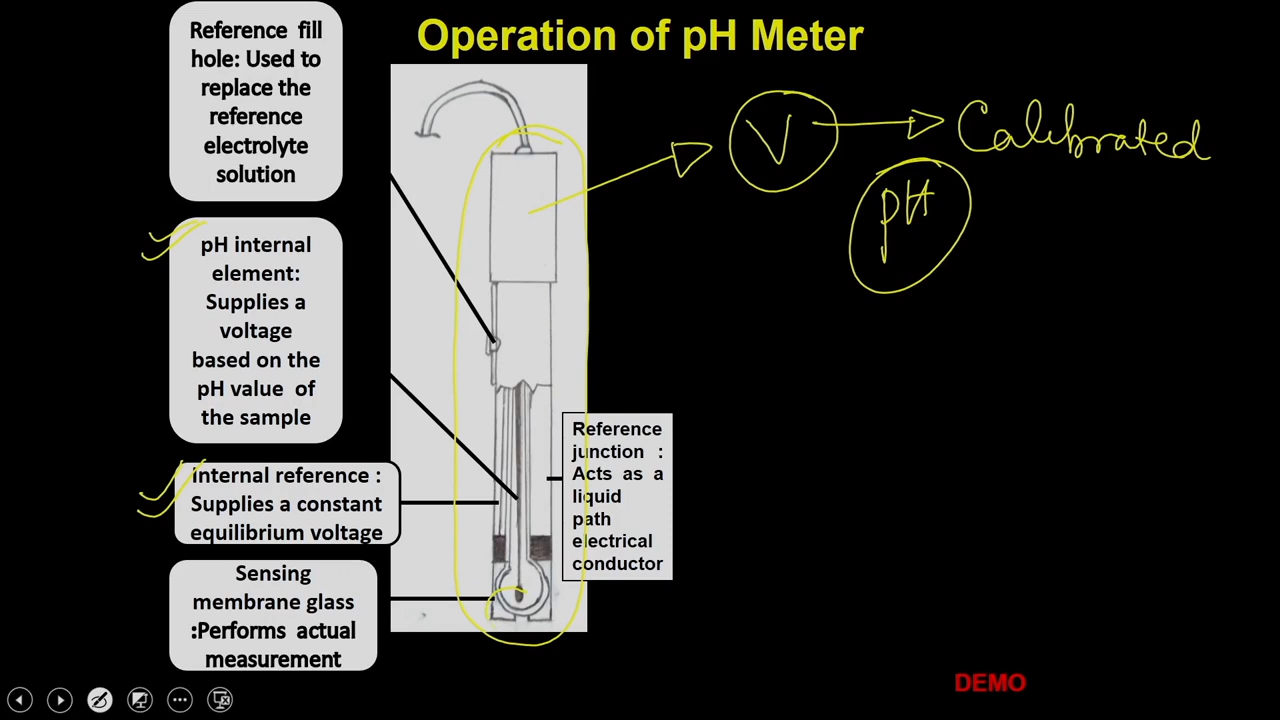 Operation of pH Meter
Reference fill
hole: Used to
replace the
reference
electrolyte
solution
pH internal
element:
Supplies a
voltage
based on the
pH value of
the sample
Internal reference :
Supplies a constant
equilibrium voltage
Sensing
membrane glass
:Performs actual
measurement
Reference
junction :
Acts as a
liquid
path
electrical
conductor
V
Calibrated
pH
DEMO